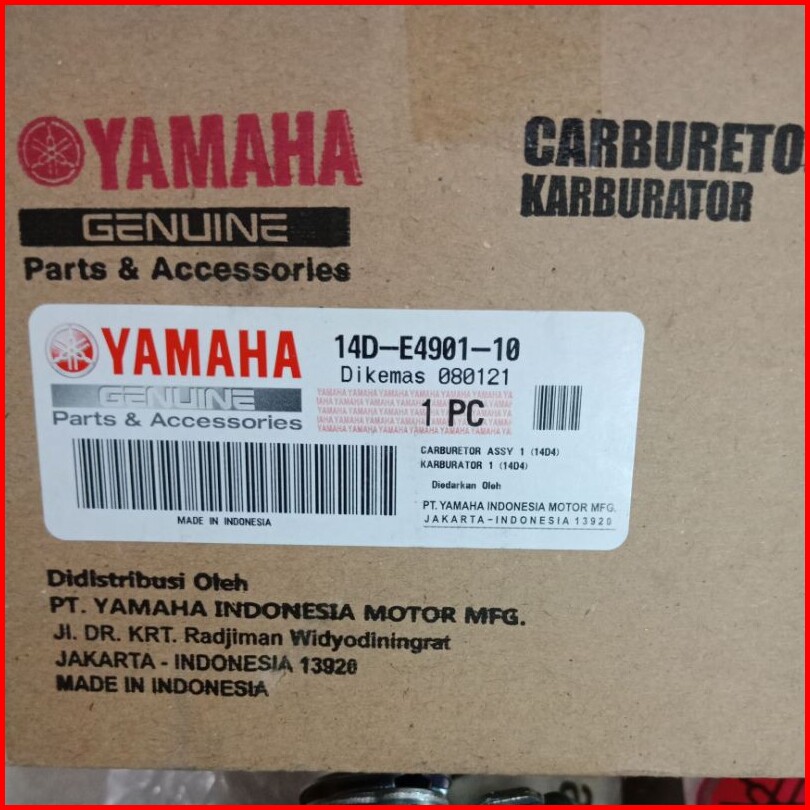 YAMAHA
GENUINE
Parts & Accessories
CARBURETO
KARBURATOR
YAMAHA
GENUINE
Parts & Accessories
14D-E4901-10
Dikemas 080121
1 PC
CARBURETOR ASSY 1 (14D4)
KARBURATOR 1 (14D4)
Diedarkan Oleh
PT. YAMAHA INDONESIA MOTOR MFG.
JAKARTA-INDONESIA 13920
MADE IN INDONESIA
Didistribusi Oleh
PT. YAMAHA INDONESIA MOTOR MFG.
Jl. DR. KRT. Radjiman Widyodiningrat
JAKARTA - INDONESIA 13920
MADE IN INDONESIA